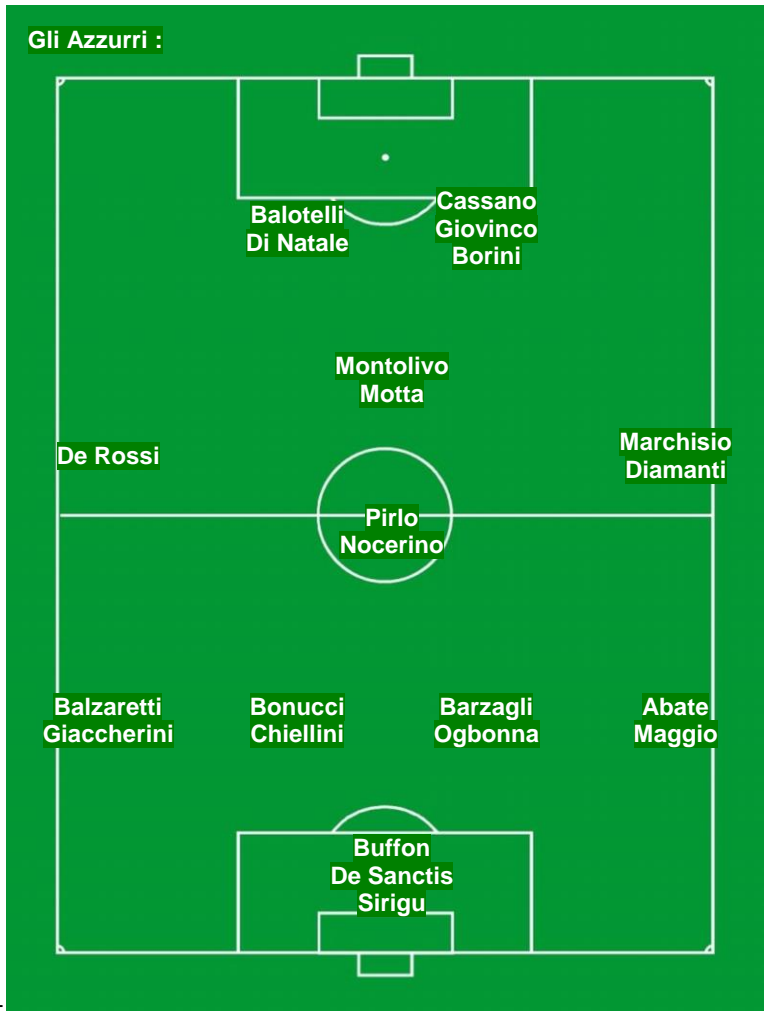 Gli Azzurri :
Balotelli
Di Natale
Cassano
Giovinco
Borini
Montolivo
Motta
De Rossi
Marchisio
Diamanti
Pirlo
Nocerino
Balzaretti
Giaccherini
Bonucci
Chiellini
Barzagli
Ogbonna
Abate
Maggio
Buffon
De Sanctis
Sirigu